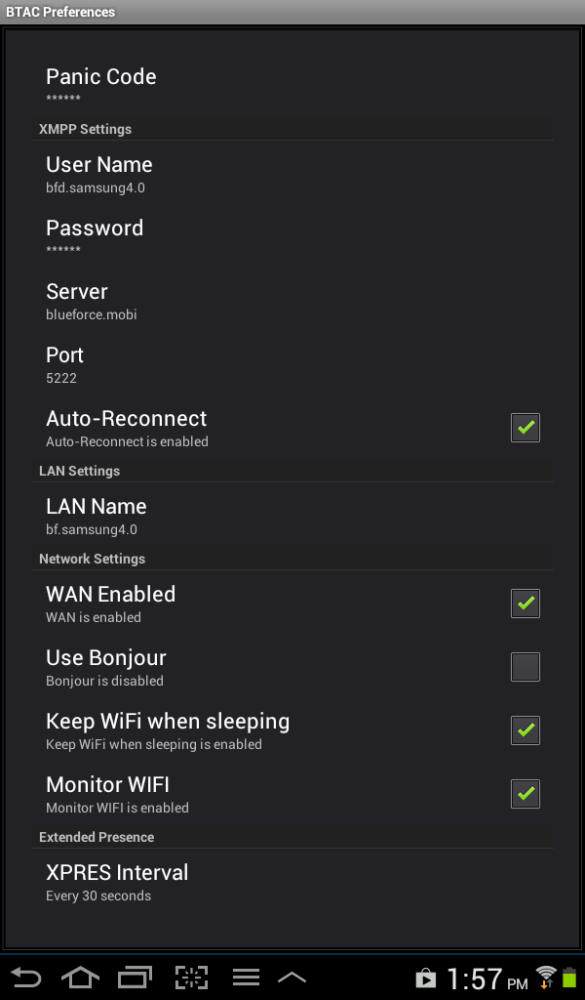 BTAC Preferences
Panic Code
******
XMPP Settings
User Name
bfd.samsung4.0
Password
******
Server
blueforce.mobi
Port
5222
Auto-Reconnect
Auto-Reconnect is enabled
LAN Settings
LAN Name
bf.samsung4.0
Network Settings
WAN Enabled
WAN is enabled
Use Bonjour
Bonjour is disabled
Keep WiFi when sleeping
Keep WiFi when sleeping is enabled
Monitor WIFI
Monitor WIFI is enabled
Extended Presence
XPRES Interval
Every 30 seconds
1:57 PM